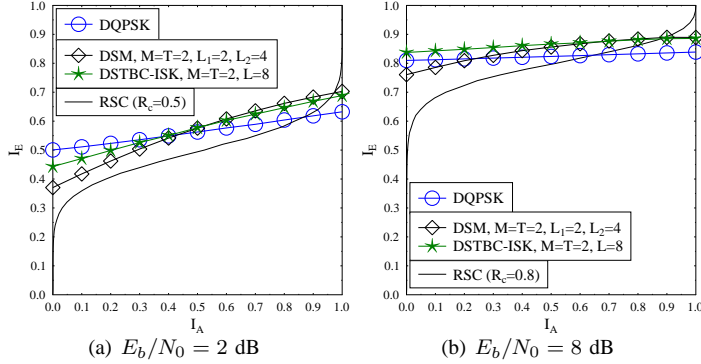 1.0
0.9
0.8
0.7
0.6
0.5
0.4
0.3
0.2
0.1
0.0
I_E
DQPSK
DSM, M=T=2, L_1=2, L_2=4
DSTBC-ISK, M=T=2, L=8
RSC (R_c=0.5)
0.0 0.1 0.2 0.3 0.4 0.5 0.6 0.7 0.8 0.9 1.0
I_A
(a) E_b/N_0 = 2 dB
1.0
0.9
0.8
0.7
0.6
0.5
0.4
0.3
0.2
0.1
0.0
I_E
DQPSK
DSM, M=T=2, L_1=2, L_2=4
DSTBC-ISK, M=T=2, L=8
RSC (R_c=0.8)
0.0 0.1 0.2 0.3 0.4 0.5 0.6 0.7 0.8 0.9 1.0
I_A
(b) E_b/N_0 = 8 dB